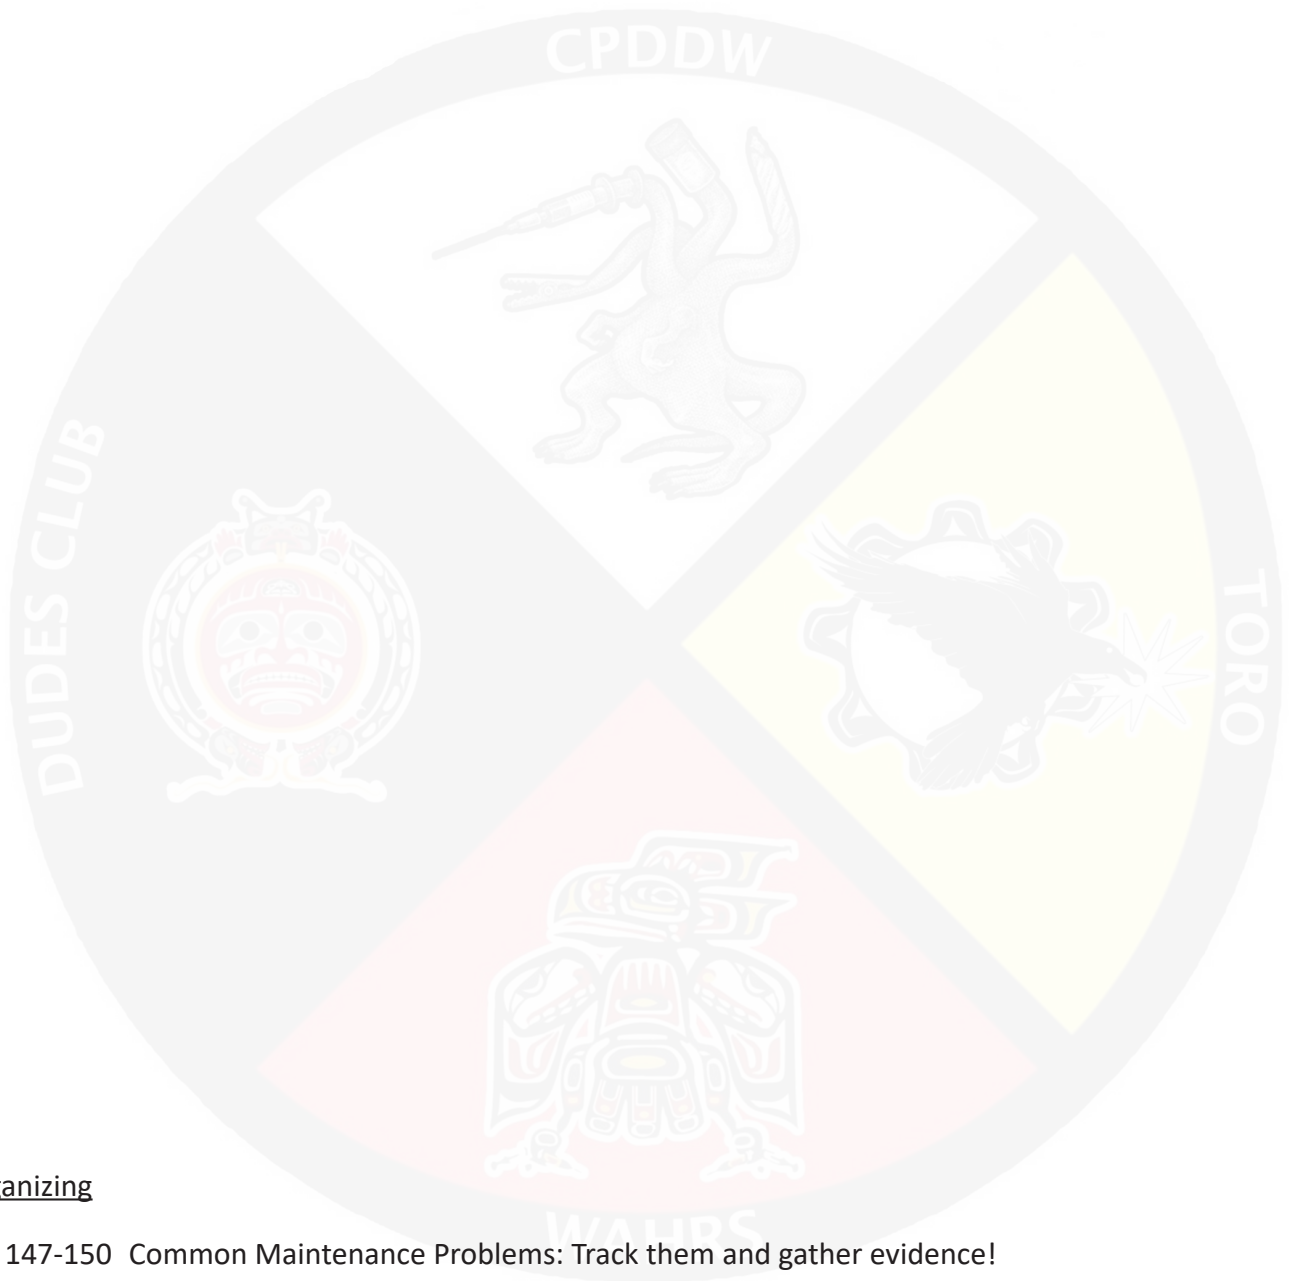 CPDDW
DUDES CLUB
TORO
anizing
WAHRS
147-150 Common Maintenance Problems: Track them and gather evidence!